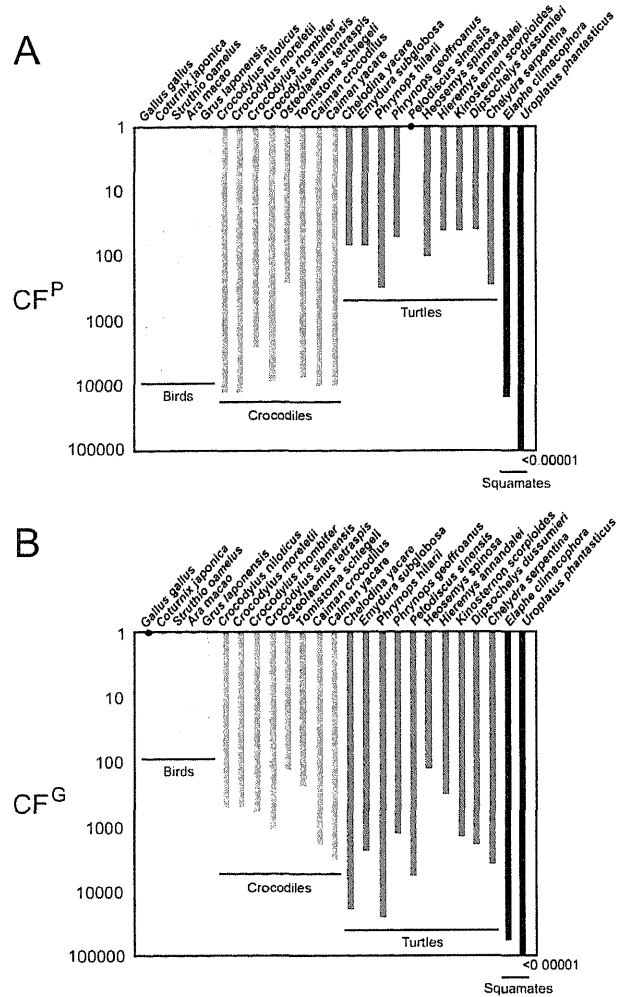 A
Gallus gallus
Coturnix japonica
Struthio camelus
Ara macao
Grus japonensis
Crocodylus niloticus
Crocodylus moreletii
Crocodylus rhombifer
Crocodylus siamensis
Osteolaemus tetraspis
Tomistoma schlegeli
Caiman crocodilus
Caimen yacare
Chelodina yacare
Emydura subglobosa
Phrynops hilarii
Phrynops geoffroanus
Pelodiscus sinensis
Heosemys spinosa
Hieremys annandalei
Kinosternon scorpioides
Dipsochelys dussumieri
Chelydra serpentina
Elaphe climecophora
Uroplatus phantasticus
1
10
100
1000
10000
100000
CFP
Birds
Crocodiles
Turtles
<0.00001
Squamates
B
Gallus gallus
Coturnix japonica
Struthio camelus
Ara macao
Grus japonensis
Crocodylus niloticus
Crocodylus moreletii
Crocodylus rhombifer
Crocodylus siamensis
Osteolaemus tetraspis
Tomistoma schlegeli
Caiman crocodilus
Caiman yacare
Chelodina yacare
Emydura subglobosa
Phrynops hilarii
Phrynops geoffroanus
Pelodiscus sinensis
Heosemys spinosa
Hieremys annandalei
Kinosternon scorpioides
Dipsochelys dussumieri
Chelydra serpentina
Elaphe climacophora
Uroplatus phantasticus
1
10
100
1000
10000
100000
CFG
Birds
Crocodiles
Turtles
<0 00001
Squamates